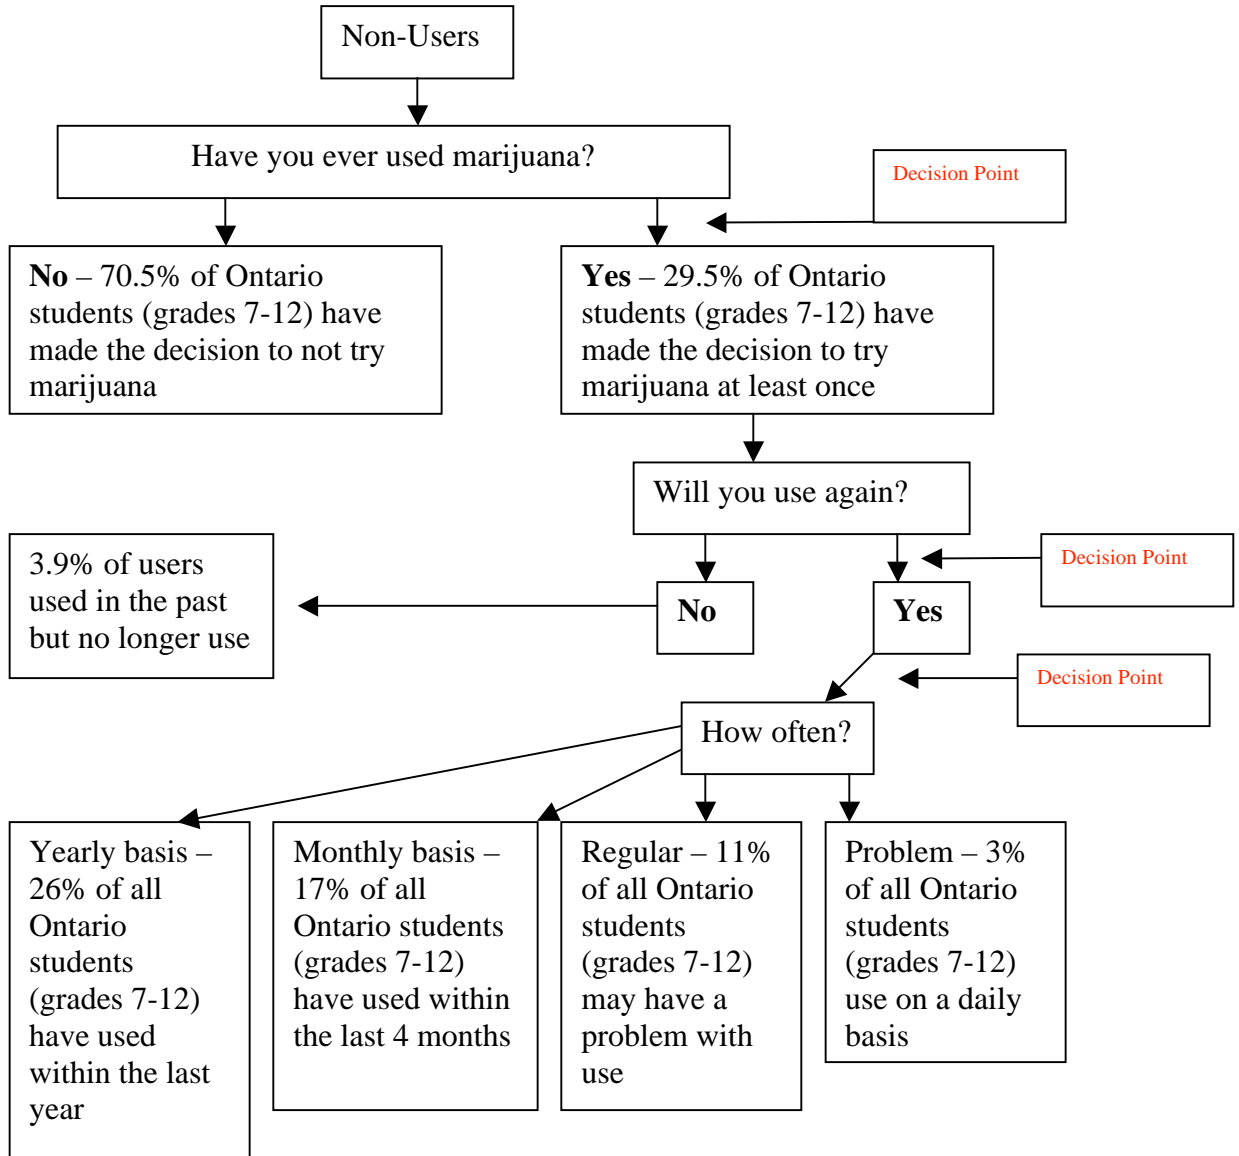 Non-Users
Have you ever used marijuana?
Decision Point
No – 70.5% of Ontario
students (grades 7-12) have
made the decision to not try
marijuana
Yes – 29.5% of Ontario
students (grades 7-12) have
made the decision to try
marijuana at least once
Will you use again?
3.9% of users
used in the past
but no longer use
No
Yes
Decision Point
Decision Point
How often?
Yearly basis –
26% of all
Ontario
students
(grades 7-12)
have used
within the last
year
Monthly basis –
17% of all
Ontario students
(grades 7-12)
have used within
the last 4 months
Regular – 11%
of all Ontario
students
(grades 7-12)
may have a
problem with
use
Problem – 3%
of all Ontario
students
(grades 7-12)
use on a daily
basis